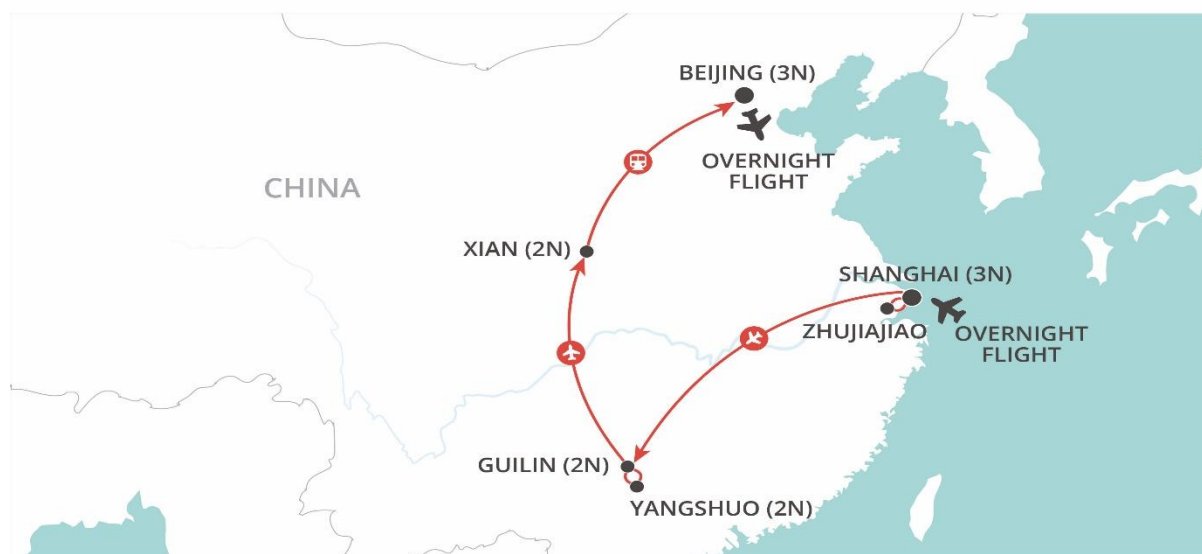 BEIJING (3N)
OVERNIGHT
FLIGHT
CHINA
XIAN (2N)
SHANGHAI (3N)
ZHUJIAJIAO
OVERNIGHT
FLIGHT
GUILIN (2N)
YANGSHUO (2N)